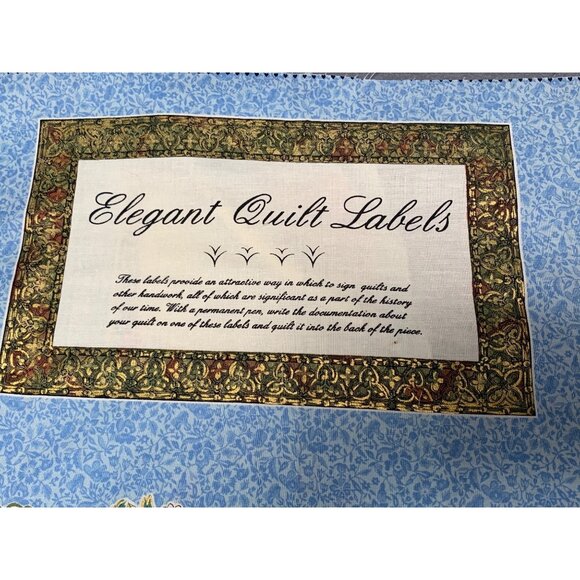 Elegant Quilt Labels
These labels provide an attractive way in which to sign quilts and
other handwork, all of which are significant as a part of the history
of our time. With a permanent pen, write the documentation about
your quilt on one of these labels and quilt it into the back of the piece.